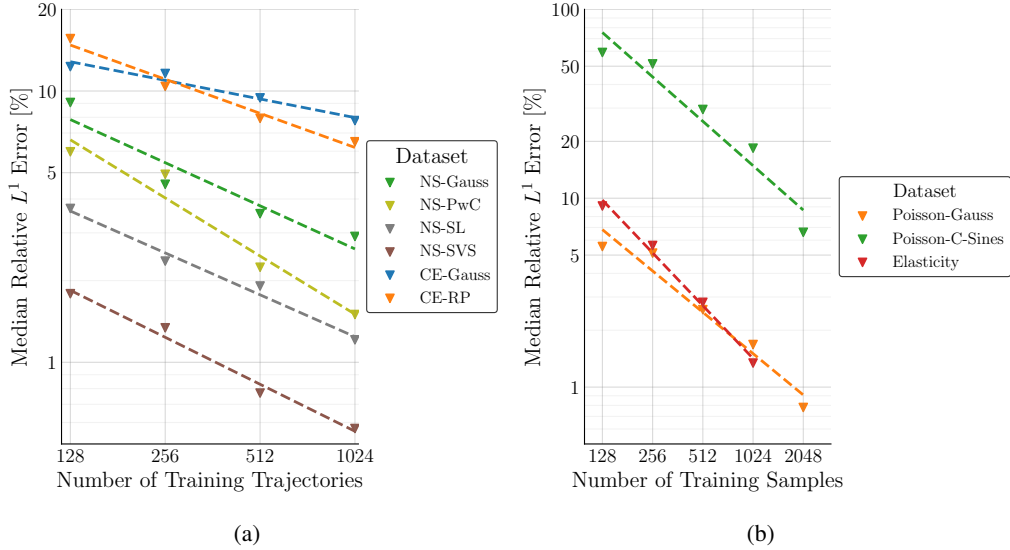 20
10
5
1
Median Relative L¹ Error [%]
128 256 512 1024
Number of Training Trajectories
Dataset
NS-Gauss
NS-PwC
NS-SL
NS-SVS
CE-Gauss
CE-RP
(a)
100
50
20
10
5
1
Median Relative L¹ Error [%]
128 256 512 1024 2048
Number of Training Samples
Dataset
Poisson-Gauss
Poisson-C-Sines
Elasticity
(b)